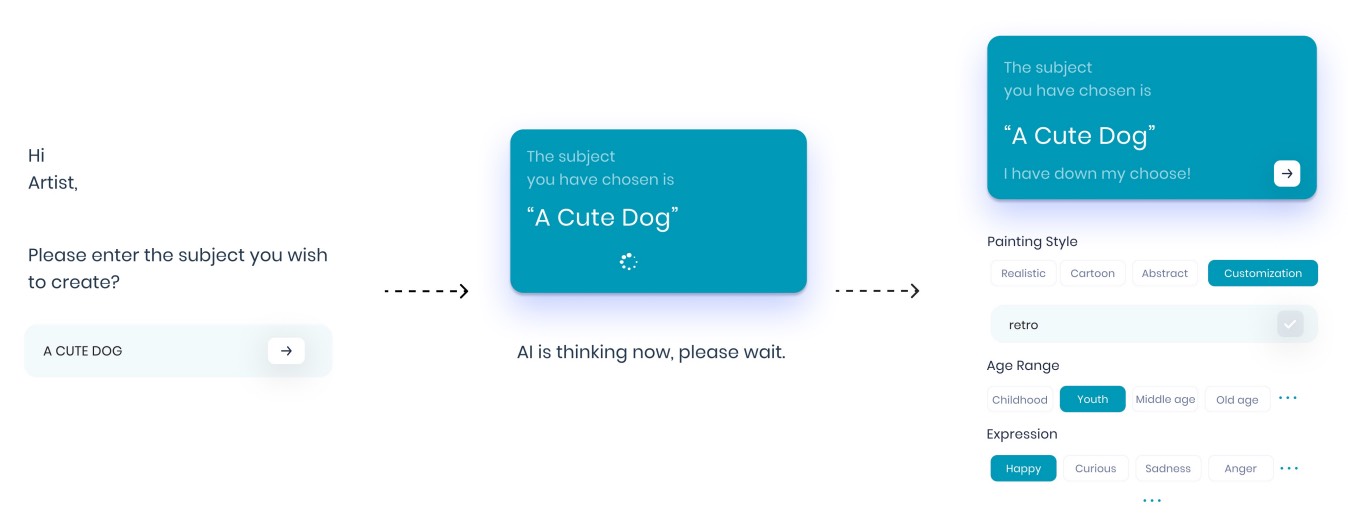 Hi
Artist,
Please enter the subject you wish
to create?
A CUTE DOG
The subject
you have chosen is
“A Cute Dog”
AI is thinking now, please wait.
The subject
you have chosen is
“A Cute Dog”
I have down my choose!
Painting Style
Realistic Cartoon Abstract Customization
retro
Age Range
Childhood Youth Middle age Old age ...
Expression
Happy Curious Sadness Anger ...
...